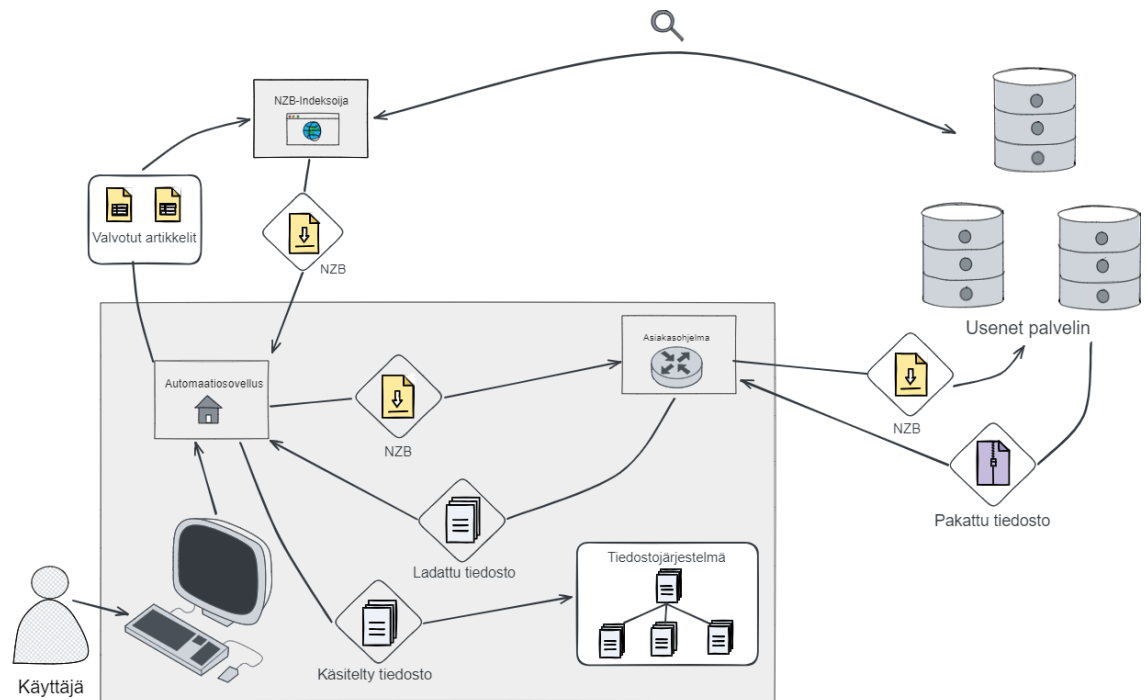 NZB-Indeksoija
Valvotut artikkelit
NZB
Usenet palvelin
Asiakasohjelma
Automaatiosovellus
NZB
NZB
Pakattu tiedosto
Ladattu tiedosto
Tiedostojärjestelmä
Käsitelty tiedosto
Käyttäjä